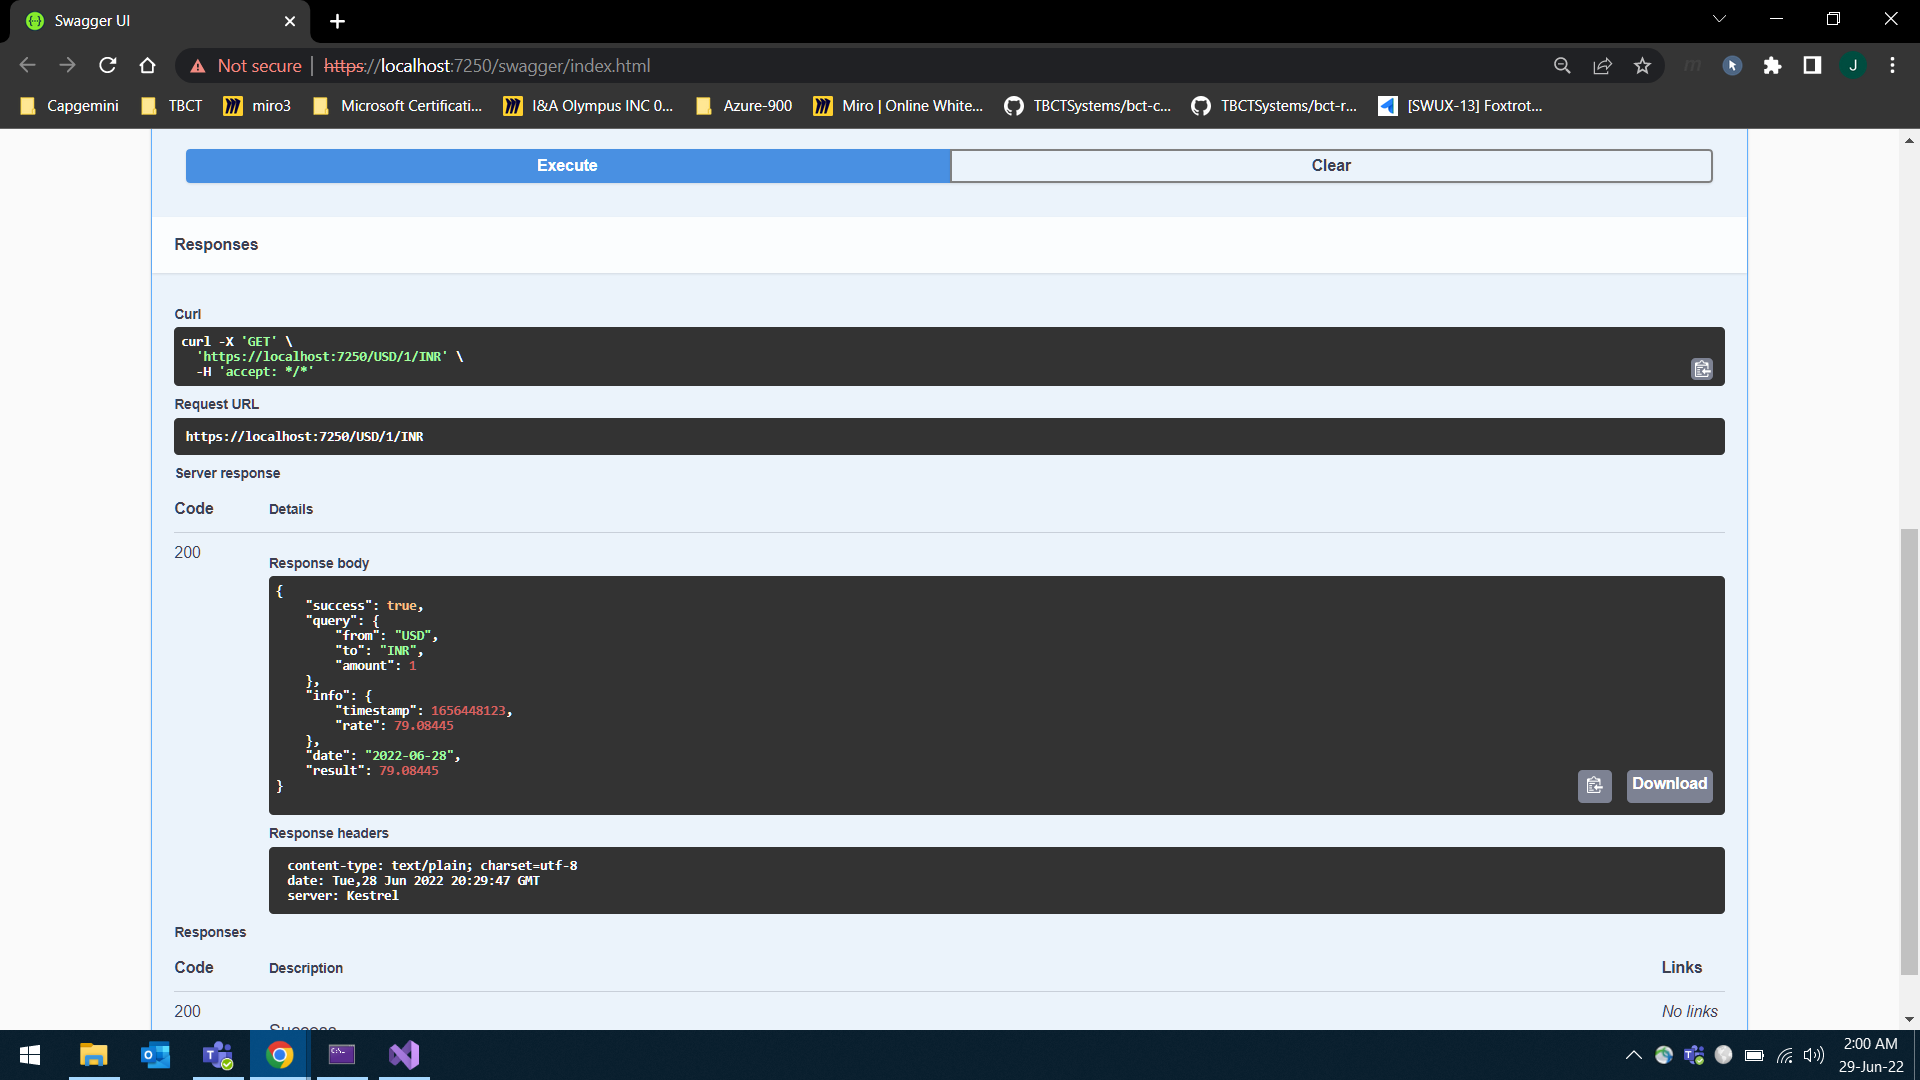 Swagger UI
Not secure | https://localhost:7250/swagger/index.html
J
Capgemini TBCT miro3 Microsoft Certificati... I&A Olympus INC 0... Azure-900 Miro | Online White... TBCTSystems/bct-c... TBCTSystems/bct-r... [SWUX-13] Foxtrot...
Execute Clear
Responses
Curl
curl -X 'GET' \
'https://localhost:7250/USD/1/INR' \
-H 'accept: */*'
Request URL
https://localhost:7250/USD/1/INR
Server response
Code Details
200
Response body
{
"success": true,
"query": {
"from": "USD",
"to": "INR",
"amount": 1
},
"info": {
"timestamp": 1656448123,
"rate": 79.08445
},
"date": "2022-06-28",
"result": 79.08445
}
Download
Response headers
content-type: text/plain; charset=utf-8
date: Tue,28 Jun 2022 20:29:47 GMT
server: Kestrel
Responses
Code Description Links
200 No links
Success
2:00 AM
29-Jun-22